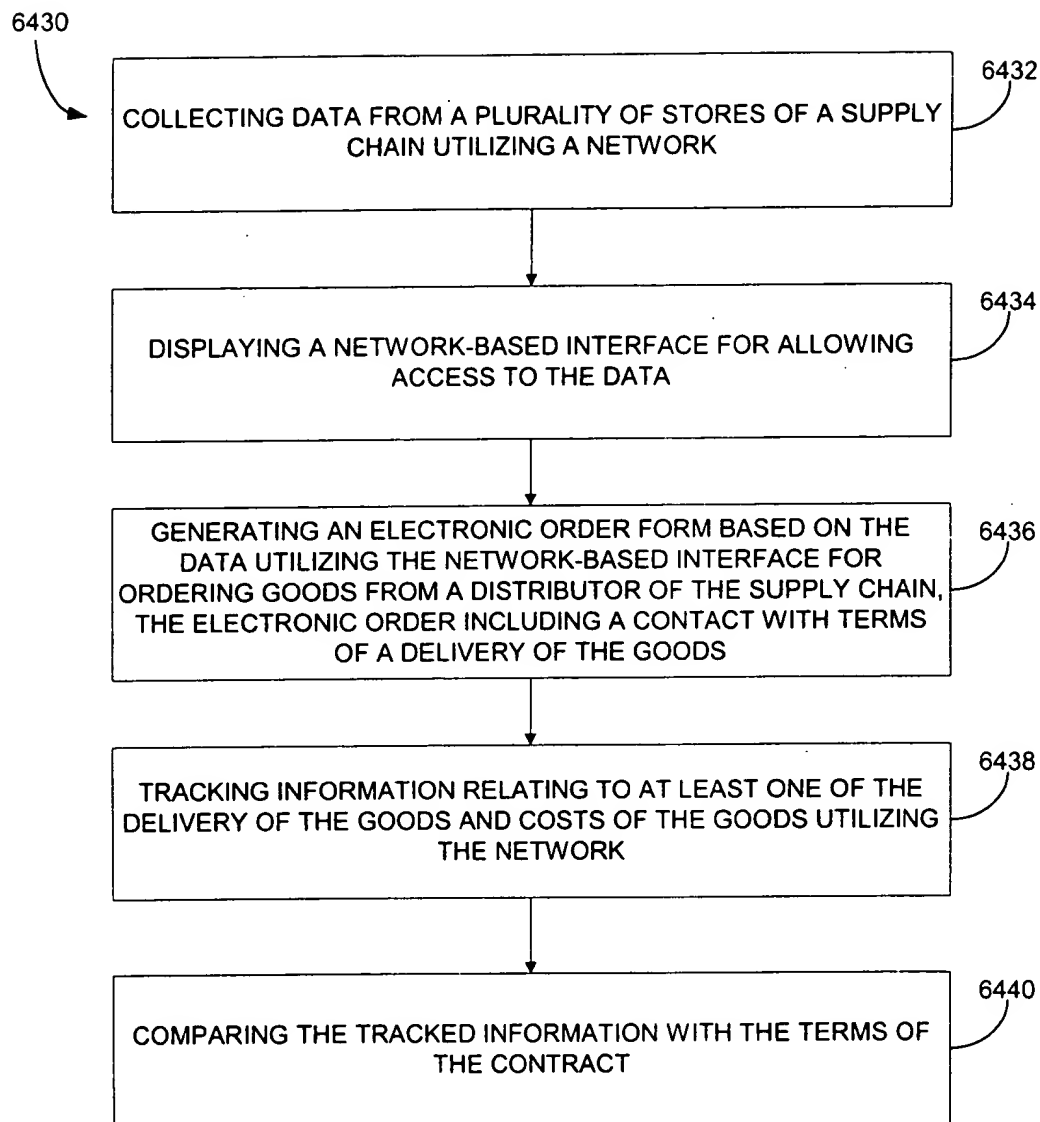 6430
6432
COLLECTING DATA FROM A PLURALITY OF STORES OF A SUPPLY
CHAIN UTILIZING A NETWORK
6434
DISPLAYING A NETWORK-BASED INTERFACE FOR ALLOWING
ACCESS TO THE DATA
6436
GENERATING AN ELECTRONIC ORDER FORM BASED ON THE
DATA UTILIZING THE NETWORK-BASED INTERFACE FOR
ORDERING GOODS FROM A DISTRIBUTOR OF THE SUPPLY CHAIN,
THE ELECTRONIC ORDER INCLUDING A CONTACT WITH TERMS
OF A DELIVERY OF THE GOODS
6438
TRACKING INFORMATION RELATING TO AT LEAST ONE OF THE
DELIVERY OF THE GOODS AND COSTS OF THE GOODS UTILIZING
THE NETWORK
6440
COMPARING THE TRACKED INFORMATION WITH THE TERMS OF
THE CONTRACT